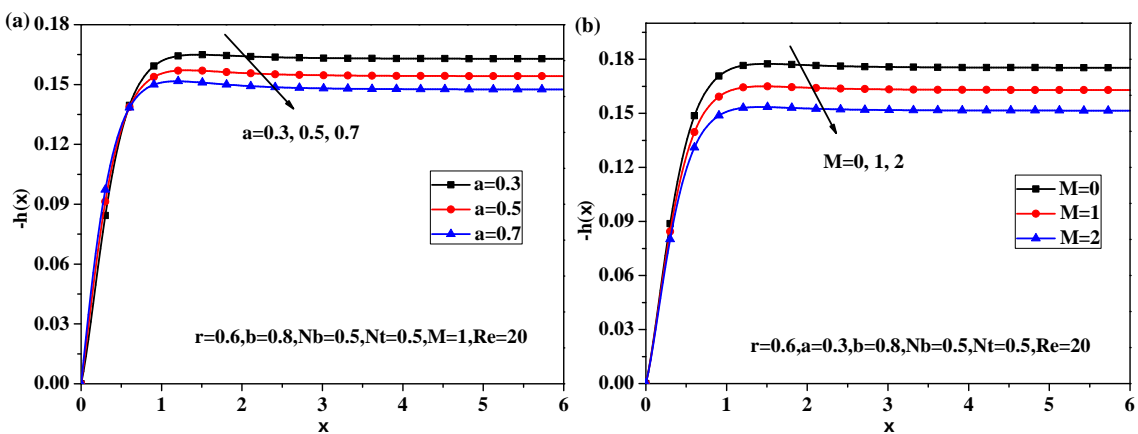 (a)
0.18
0.15
0.12
0.09
0.06
0.03
0.00
-h(x)
a=0.3, 0.5, 0.7
a=0.3
a=0.5
a=0.7
r=0.6,b=0.8,Nb=0.5,Nt=0.5,M=1,Re=20
0 1 2 3 4 5 6
x
(b)
0.18
0.15
0.12
0.09
0.06
0.03
0.00
-h(x)
M=0, 1, 2
M=0
M=1
M=2
r=0.6,a=0.3,b=0.8,Nb=0.5,Nt=0.5,Re=20
0 1 2 3 4 5 6
x